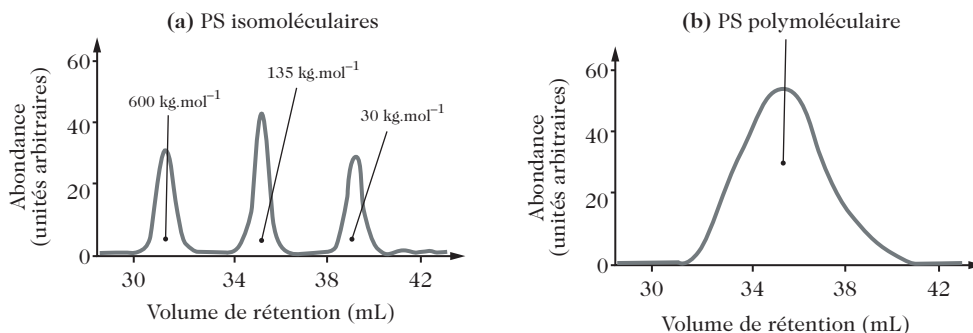 (a) PS isomoléculaires
Abondance
(unités arbitraires)
60
40
20
0
600 kg.mol⁻¹
135 kg.mol⁻¹
30 kg.mol⁻¹
30 34 38 42
Volume de rétention (mL)
(b) PS polymoléculaire
Abondance
(unités arbitraires)
60
40
20
0
30 34 38 42
Volume de rétention (mL)